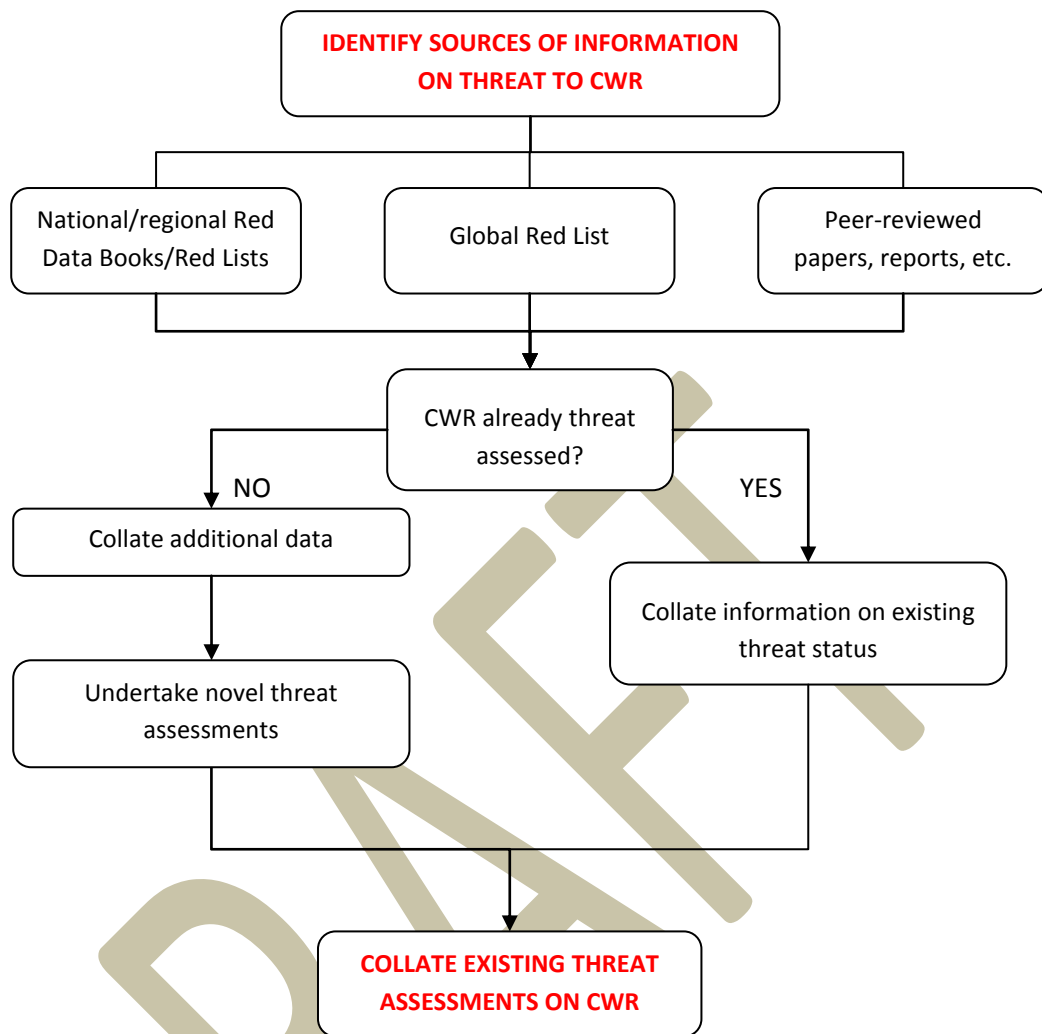 IDENTIFY SOURCES OF INFORMATION
ON THREAT TO CWR
National/regional Red
Data Books/Red Lists
Global Red List
Peer-reviewed
papers, reports, etc.
CWR already threat
assessed?
NO
YES
Collate additional data
Collate information on existing
threat status
Undertake novel threat
assessments
COLLATE EXISTING THREAT
ASSESSMENTS ON CWR
DRAFT